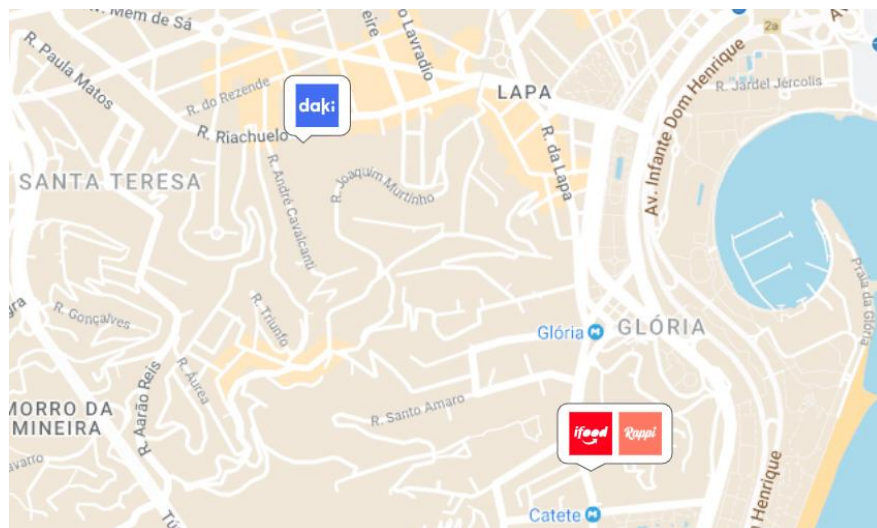 Mem de Sá
R. Paula Matos
R. do Rezende
R. Riachuelo
daki
Lavradio
LAPA
2a
Av. Infante Dom Henrique
R. Jardel Jércolis
R. da Lapa
SANTA TERESA
R. André Cavalcanti
R. Joaquim Murtinho
R. Gonçalves
R. Triunfo
Glória
GLÓRIA
Praia da Glória
R. Áurea
R. Aarão Reis
MORRO DA
MINEIRA
R. Santo Amaro
ifood
Rappi
Catete
Henrique